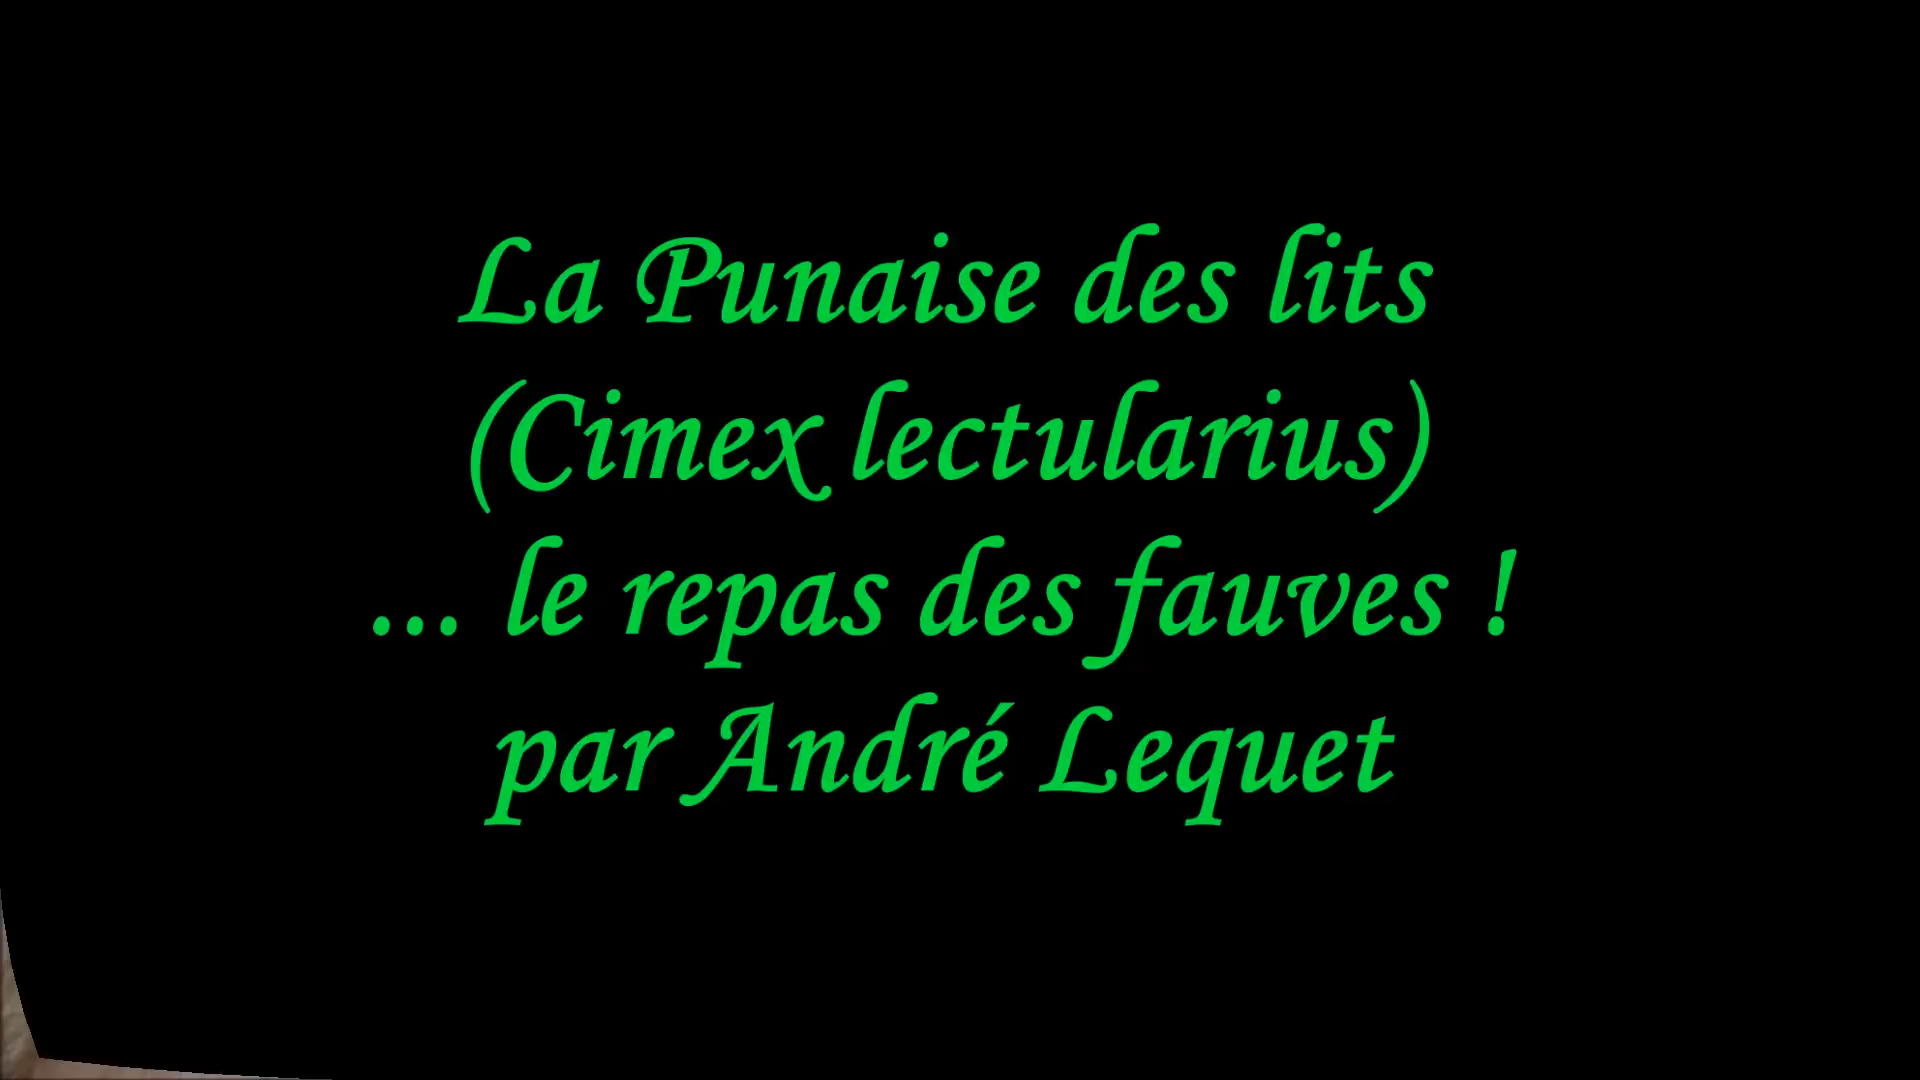 La Punaise des lits
(Cimex lectularius)
... le repas des fauves !
par André Lequet